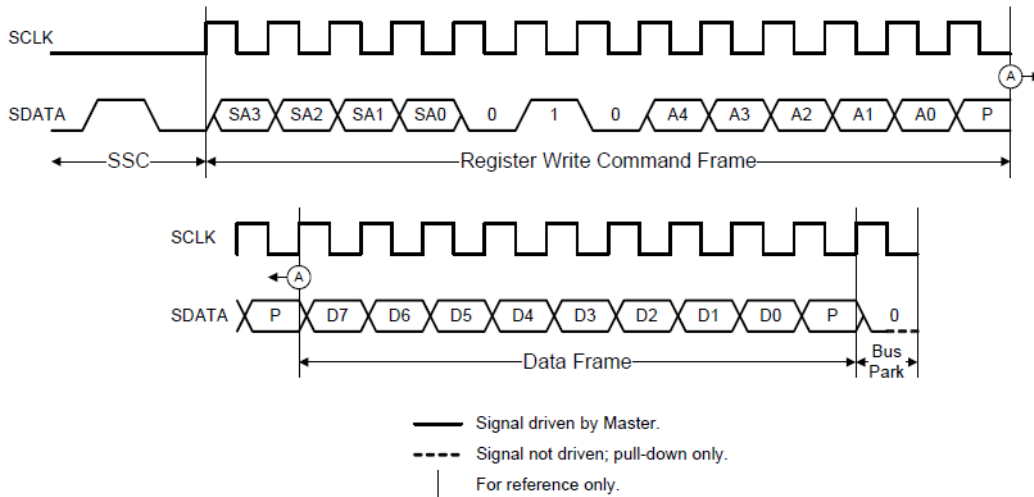 SCLK
A
SDATA SA3 SA2 SA1 SA0 0 1 0 A4 A3 A2 A1 A0 P
SSC Register Write Command Frame
SCLK
A
SDATA P D7 D6 D5 D4 D3 D2 D1 D0 P 0
Data Frame Bus
Park
Signal driven by Master.
Signal not driven; pull-down only.
For reference only.